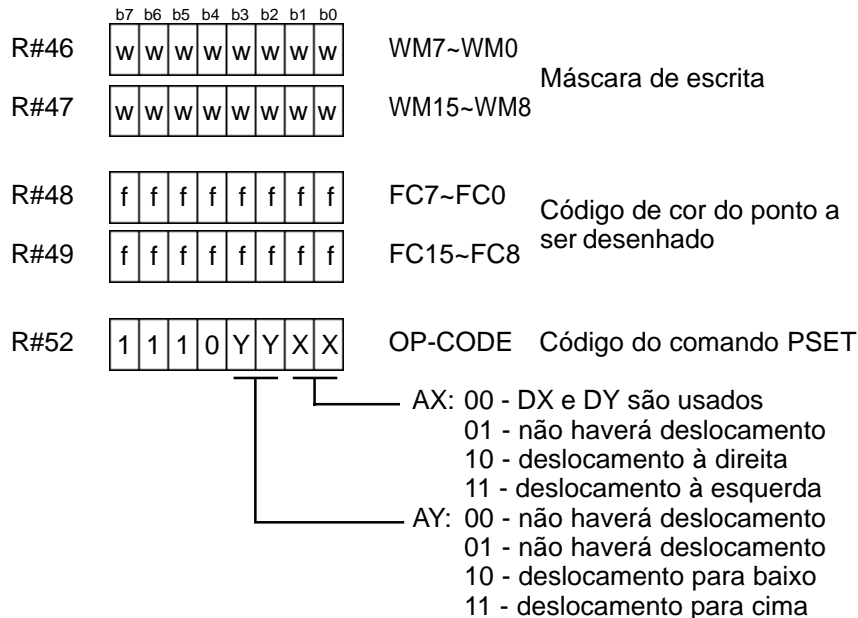 b7 b6 b5 b4 b3 b2 b1 b0
R#46 w w w w w w w w WM7~WM0
Máscara de escrita
R#47 w w w w w w w w WM15~WM8
R#48 f f f f f f f f FC7~FC0
Código de cor do ponto a
ser desenhado
R#49 f f f f f f f f FC15~FC8
R#52 1 1 1 0 Y Y X X OP-CODE Código do comando PSET
AX: 00 - DX e DY são usados
01 - não haverá deslocamento
10 - deslocamento à direita
11 - deslocamento à esquerda
AY: 00 - não haverá deslocamento
01 - não haverá deslocamento
10 - deslocamento para baixo
11 - deslocamento para cima